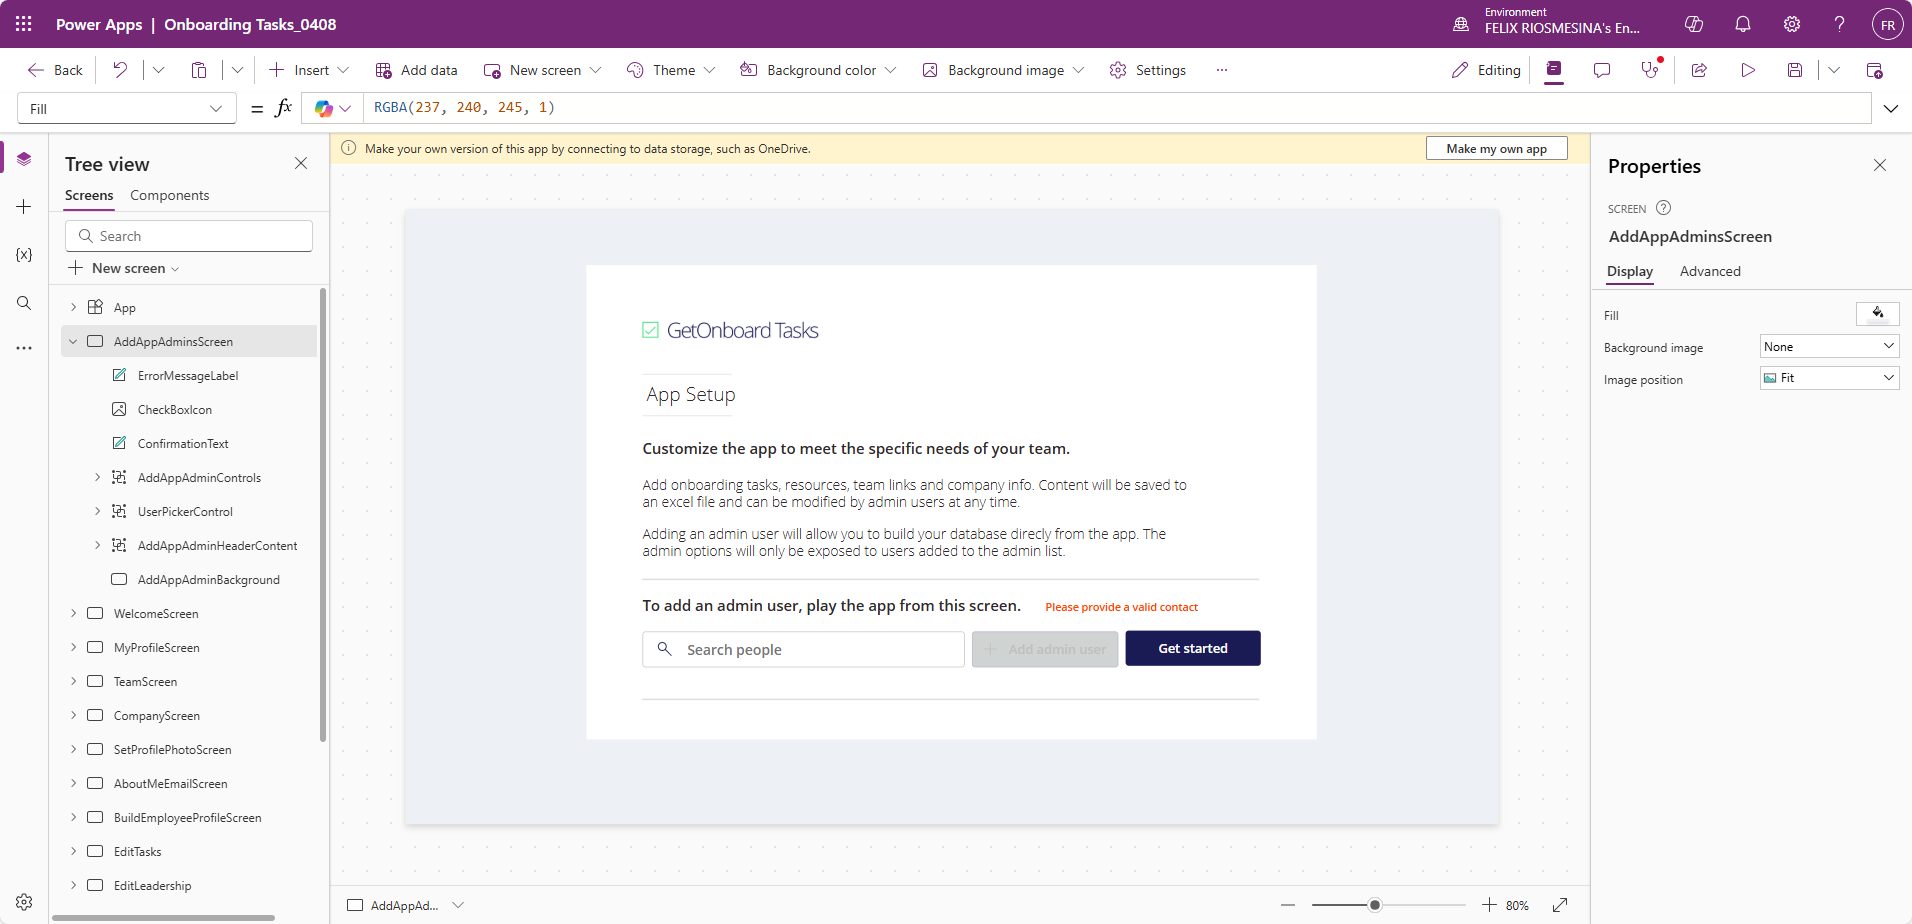 Power Apps | Onboarding Tasks_0408
Environment
FELIX RIOSMESINA's En...
FR
Back
Insert
Add data
New screen
Theme
Background color
Background image
Settings
Editing
Fill
= fx
RGBA(237, 240, 245, 1)
Tree view
Screens
Components
Search
New screen
App
AddAppAdminsScreen
ErrorMessageLabel
CheckBoxIcon
ConfirmationText
AddAppAdminControls
UserPickerControl
AddAppAdminHeaderContent
AddAppAdminBackground
WelcomeScreen
MyProfileScreen
TeamScreen
CompanyScreen
SetProfilePhotoScreen
AboutMeEmailScreen
BuildEmployeeProfileScreen
EditTasks
EditLeadership
Make your own version of this app by connecting to data storage, such as OneDrive.
Make my own app
GetOnboard Tasks
App Setup
Customize the app to meet the specific needs of your team.
Add onboarding tasks, resources, team links and company info. Content will be saved to
an excel file and can be modified by admin users at any time.
Adding an admin user will allow you to build your database direcly from the app. The
admin options will only be exposed to users added to the admin list.
To add an admin user, play the app from this screen.
Please provide a valid contact
Search people
Add admin user
Get started
AddAppAd...
80%
Properties
SCREEN
AddAppAdminsScreen
Display
Advanced
Fill
Background image
None
Image position
Fit